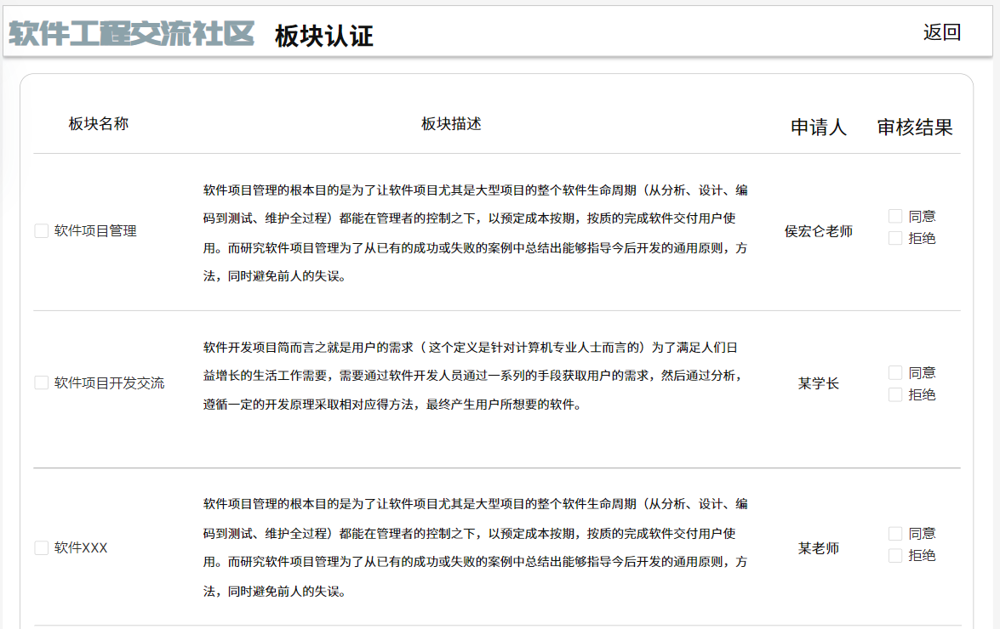 软件工程交流社区 板块认证 返回
板块名称 板块描述 申请人 审核结果
软件项目管理的根本目的是为了让软件项目尤其是大型项目的整个软件生命周期（从分析、设计、编
码到测试、维护全过程）都能在管理者的控制之下，以预定成本按期，按质的完成软件交付用户使
用。而研究软件项目管理为了从已有的成功或失败的案例中总结出能够指导今后开发的通用原则，方
法，同时避免前人的失误。
软件项目管理
侯宏仑老师
同意
拒绝
软件开发项目简而言之就是用户的需求（ 这个定义是针对计算机专业人士而言的）为了满足人们日
益增长的生活工作需要，需要通过软件开发人员通过一系列的手段获取用户的需求，然后通过分析，
遵循一定的开发原理采取相对应得方法，最终产生用户所想要的软件。
软件项目开发交流
某学长
同意
拒绝
软件项目管理的根本目的是为了让软件项目尤其是大型项目的整个软件生命周期（从分析、设计、编
码到测试、维护全过程）都能在管理者的控制之下，以预定成本按期，按质的完成软件交付用户使
用。而研究软件项目管理为了从已有的成功或失败的案例中总结出能够指导今后开发的通用原则，方
法，同时避免前人的失误。
软件XXX
某老师
同意
拒绝